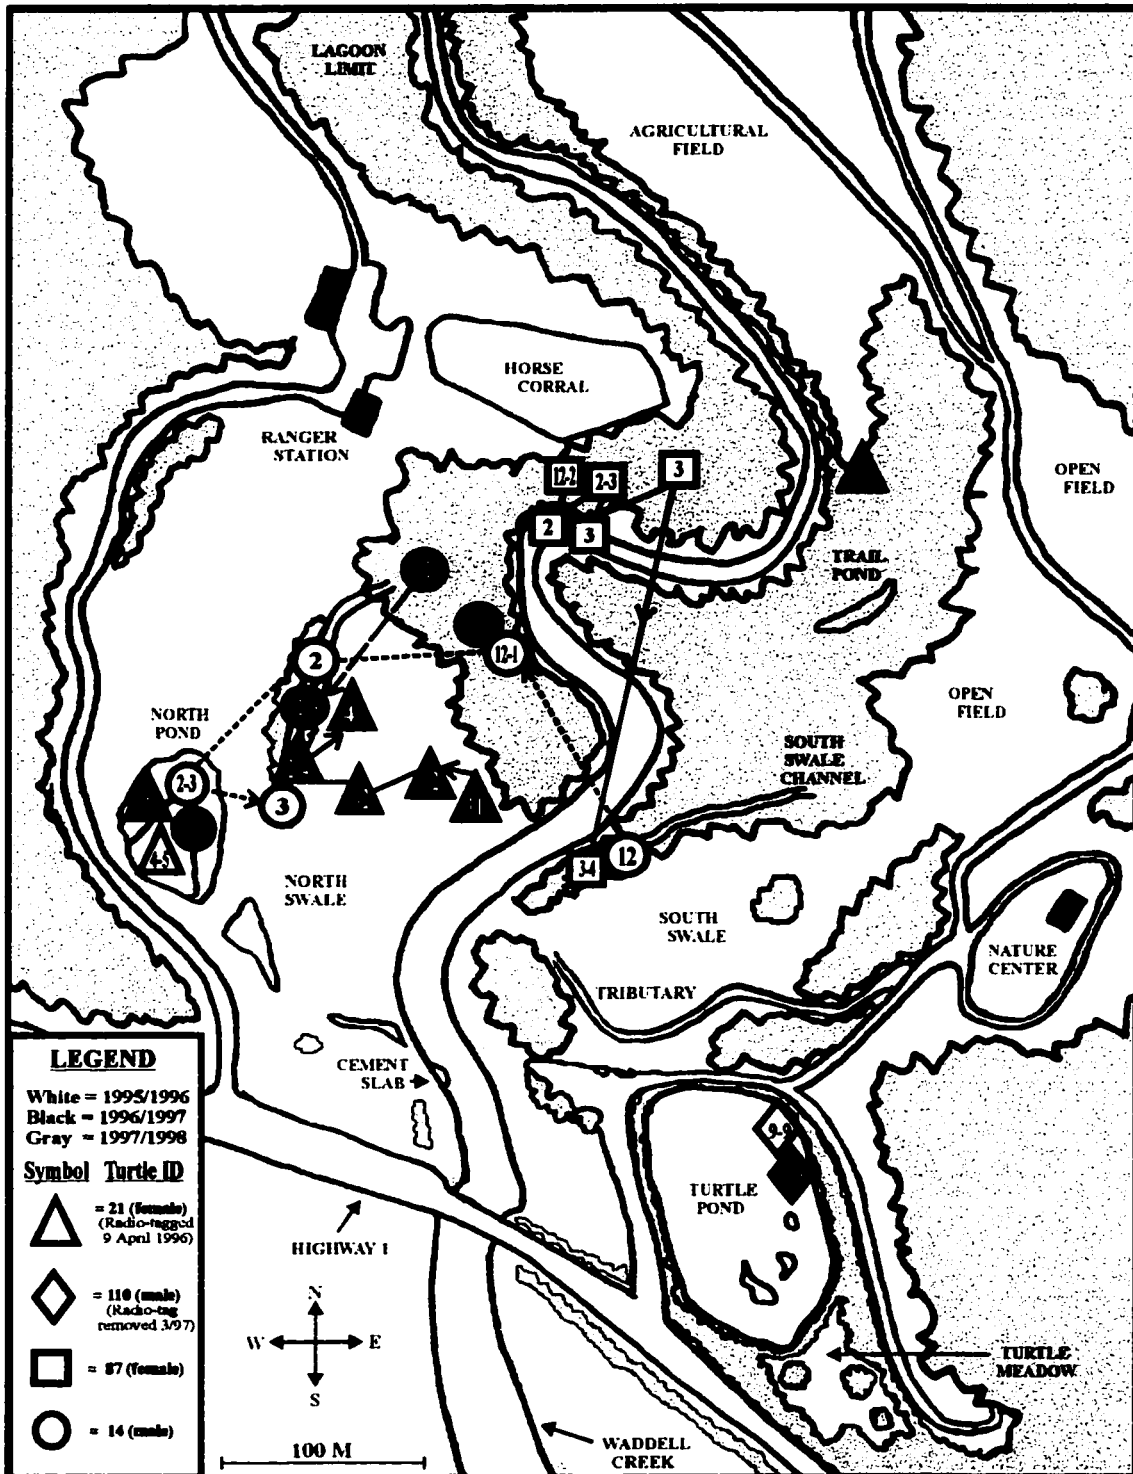 LAGOON
LIMIT
AGRICULTURAL
FIELD
HORSE
CORRAL
RANGER
STATION
12-2
2-3
3
2
3
OPEN
FIELD
TRAIL
POND
2
12-1
OPEN
FIELD
NORTH
POND
4
SOUTH
SWALE
CHANNEL
2-3
3
4-5
12
3-4
NORTH
SWALE
SOUTH
SWALE
NATURE
CENTER
TRIBUTARY
CEMENT
SLAB
LEGEND
White = 1995/1996
Black = 1996/1997
Gray = 1997/1998
Symbol Turtle ID
= 21 (female)
(Radio-tagged
9 April 1996)
= 110 (male)
(Radio-tag
removed 3/97)
= 87 (female)
= 14 (male)
9-9
TURTLE
POND
HIGHWAY 1
N
W E
S
100 M
TURTLE
MEADOW
WADDELL
CREEK